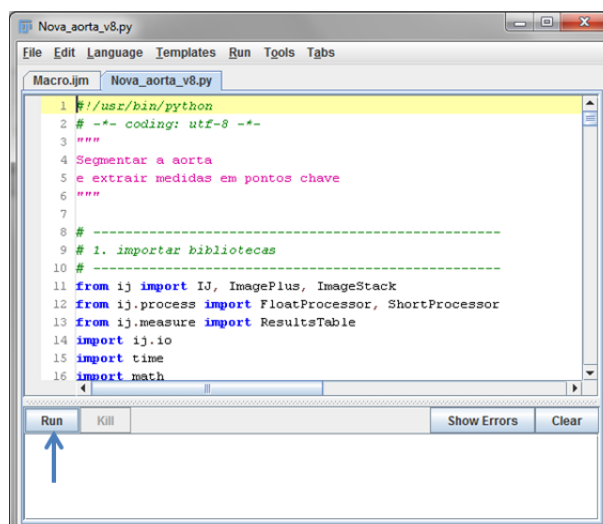 Nova_aorta_v8.py
File Edit Language Templates Run Tools Tabs
Macro.ijm Nova_aorta_v8.py
1 #!/usr/bin/python
2 # -*- coding: utf-8 -*-
3 """
4 Segmentar a aorta
5 e extrair medidas em pontos chave
6 """
7
8 # ---------------------------------------------------
9 # 1. importar bibliotecas
10 # ---------------------------------------------------
11 from ij import IJ, ImagePlus, ImageStack
12 from ij.process import FloatProcessor, ShortProcessor
13 from ij.measure import ResultsTable
14 import ij.io
15 import time
16 import math
Run Kill Show Errors Clear